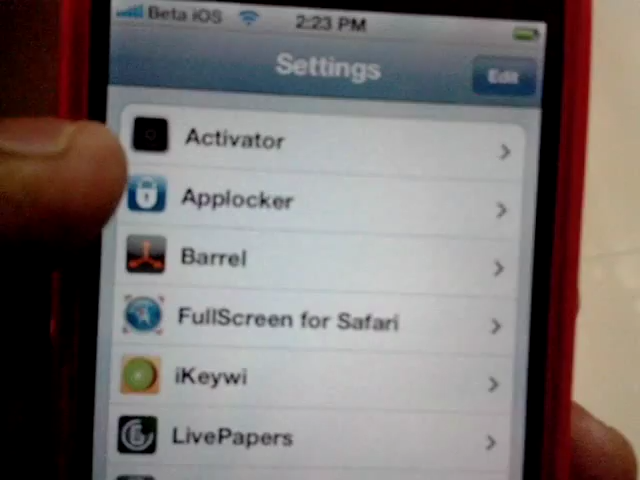 Beta iOS 2:23 PM
Settings Edit
Activator
Applocker
Barrel
FullScreen for Safari
iKeywi
LivePapers